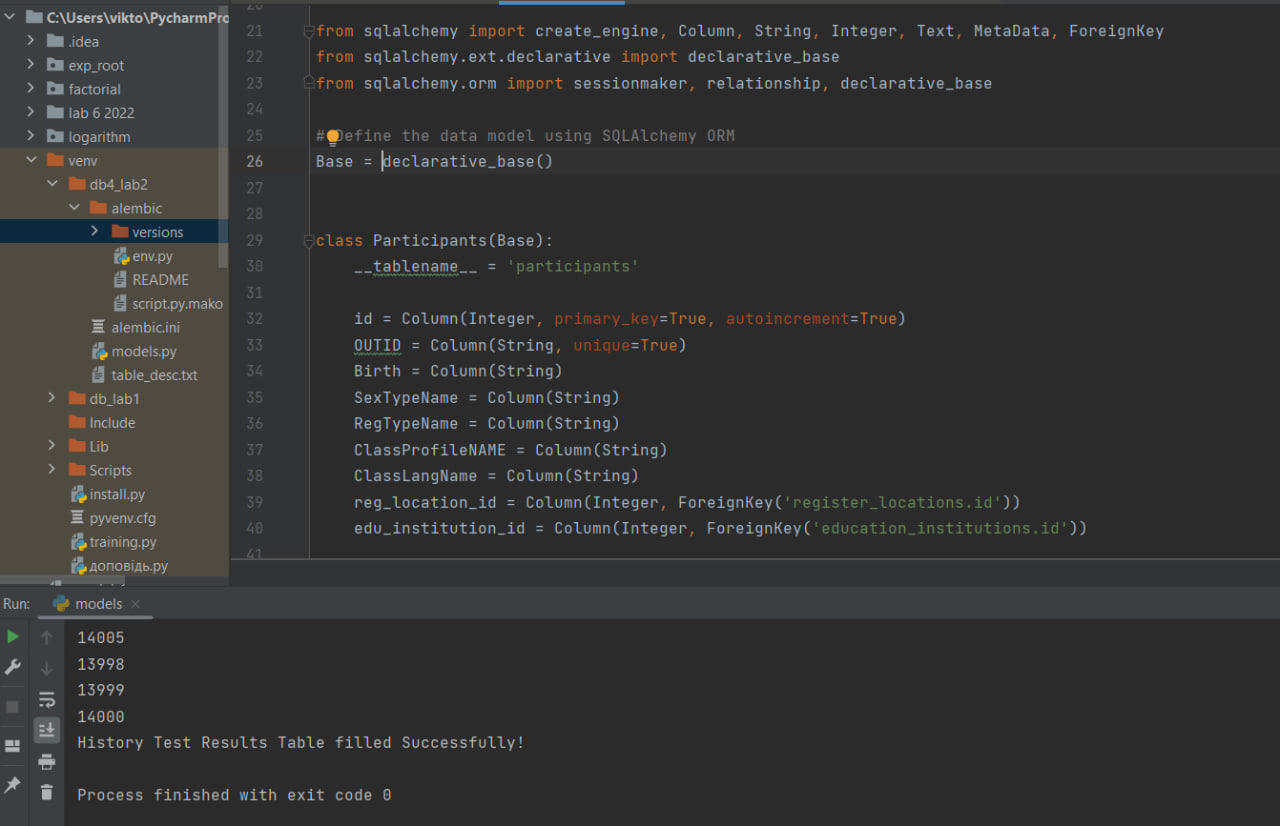 C:\Users\vikto\PycharmPro
.idea
exp_root
factorial
lab 6 2022
logarithm
venv
db4_lab2
alembic
versions
env.py
README
script.py.mako
alembic.ini
models.py
table_desc.txt
db_lab1
Include
Lib
Scripts
install.py
pyvenv.cfg
training.py
доповідь.py
20
21 from sqlalchemy import create_engine, Column, String, Integer, Text, MetaData, ForeignKey
22 from sqlalchemy.ext.declarative import declarative_base
23 from sqlalchemy.orm import sessionmaker, relationship, declarative_base
24
25 # Define the data model using SQLAlchemy ORM
26 Base = declarative_base()
27
28
29 class Participants(Base):
30 __tablename__ = 'participants'
31
32 id = Column(Integer, primary_key=True, autoincrement=True)
33 OUTID = Column(String, unique=True)
34 Birth = Column(String)
35 SexTypeName = Column(String)
36 RegTypeName = Column(String)
37 ClassProfileNAME = Column(String)
38 ClassLangName = Column(String)
39 reg_location_id = Column(Integer, ForeignKey('register_locations.id'))
40 edu_institution_id = Column(Integer, ForeignKey('education_institutions.id'))
41
Run: models
14005
13998
13999
14000
History Test Results Table filled Successfully!
Process finished with exit code 0